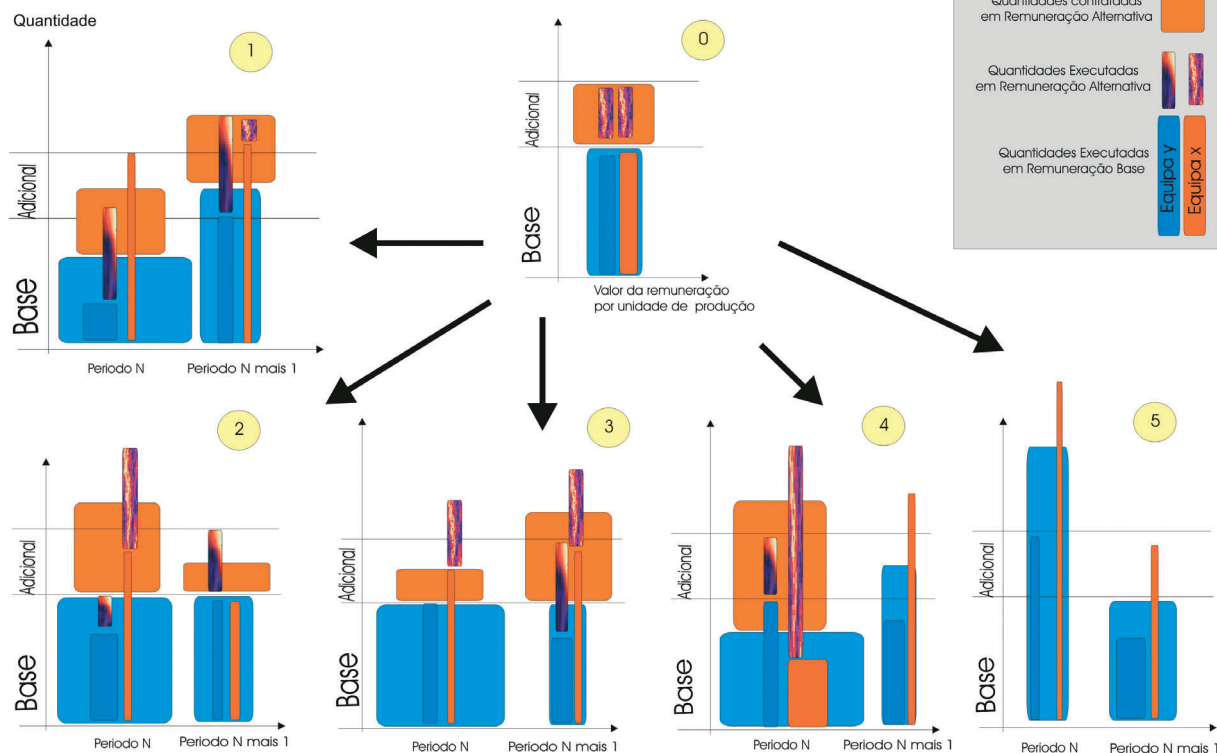 Quantidade
1
Adicional
Base
Periodo N
Periodo N mais 1
0
Adicional
Base
Valor da remuneração
por unidade de produção
em Remuneração Alternativa
Quantidades Executadas
em Remuneração Alternativa
Quantidades Executadas
em Remuneração Base
Equipa y
Equipa x
2
Adicional
Base
Periodo N
Periodo N mais 1
3
Adicional
Base
Periodo N
Periodo N mais 1
4
Adicional
Base
Periodo N
Periodo N mais 1
5
Adicional
Base
Periodo N
Periodo N mais 1